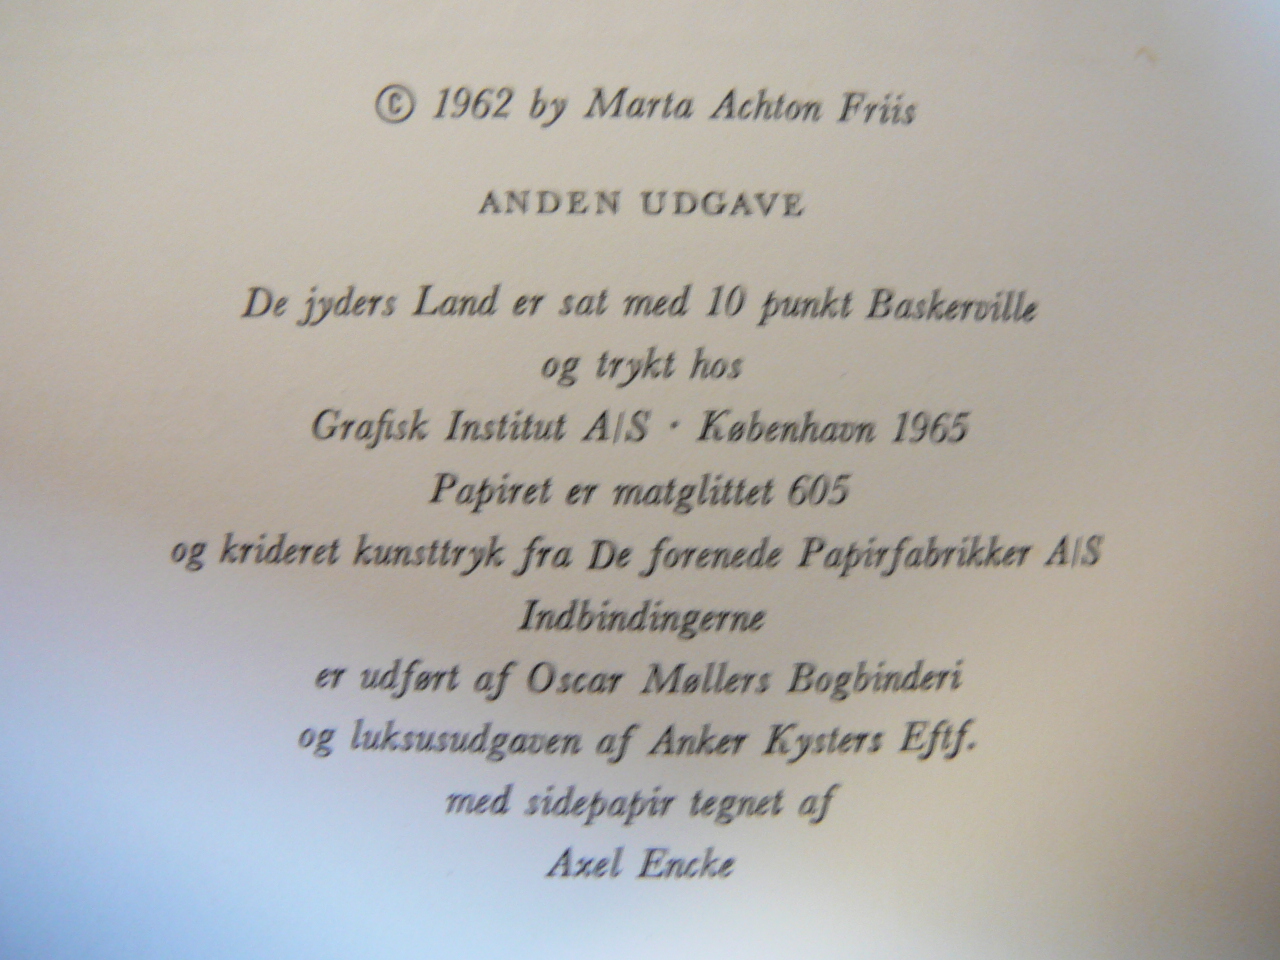 © 1962 by Marta Achton Friis
ANDEN UDGAVE
De jyders Land er sat med 10 punkt Baskerville
og trykt hos
Grafisk Institut A/S · København 1965
Papiret er matglittet 605
og krideret kunsttryk fra De forenede Papirfabrikker A/S
Indbindingerne
er udført af Oscar Møllers Bogbinderi
og luksusudgaven af Anker Kysters Eftf.
med sidepapir tegnet af
Axel Encke